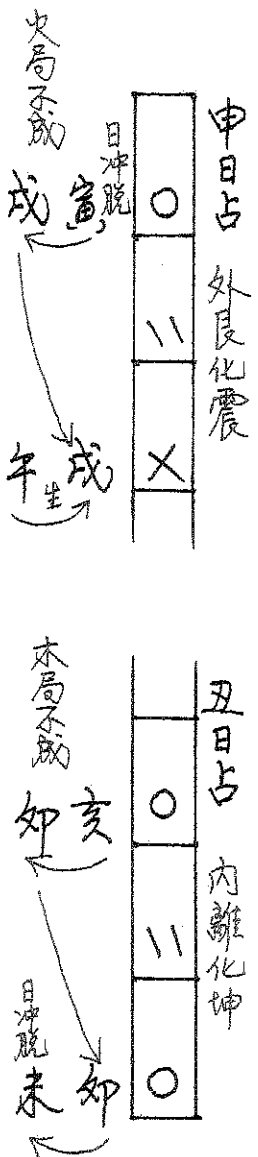 申日占
外艮化震
日冲脱
寅
戌
火局不成
戌
生
午
丑日占
内離化坤
亥
卯
木局不成
卯
未
日冲脱